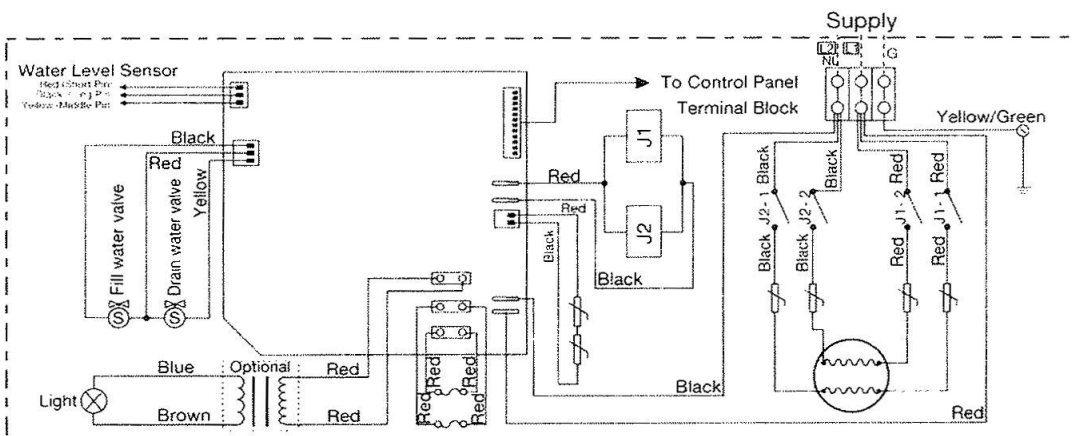 Supply
L2 L1 G
N
Water Level Sensor
Red (Short Pin)
Yellow (Middle Pin)
To Control Panel
Terminal Block
Yellow/Green
Black
Red
Yellow
Fill water valve
Drain water valve
Red
J1
J2
Red
Black
Black
Black
Black
Red
Red
J2-1
J2-2
J1-2
J1-1
Black
Black
Red
Red
Blue
Optional
Red
Light
Brown
Red
Red
Red
Red
Red
Black
Red